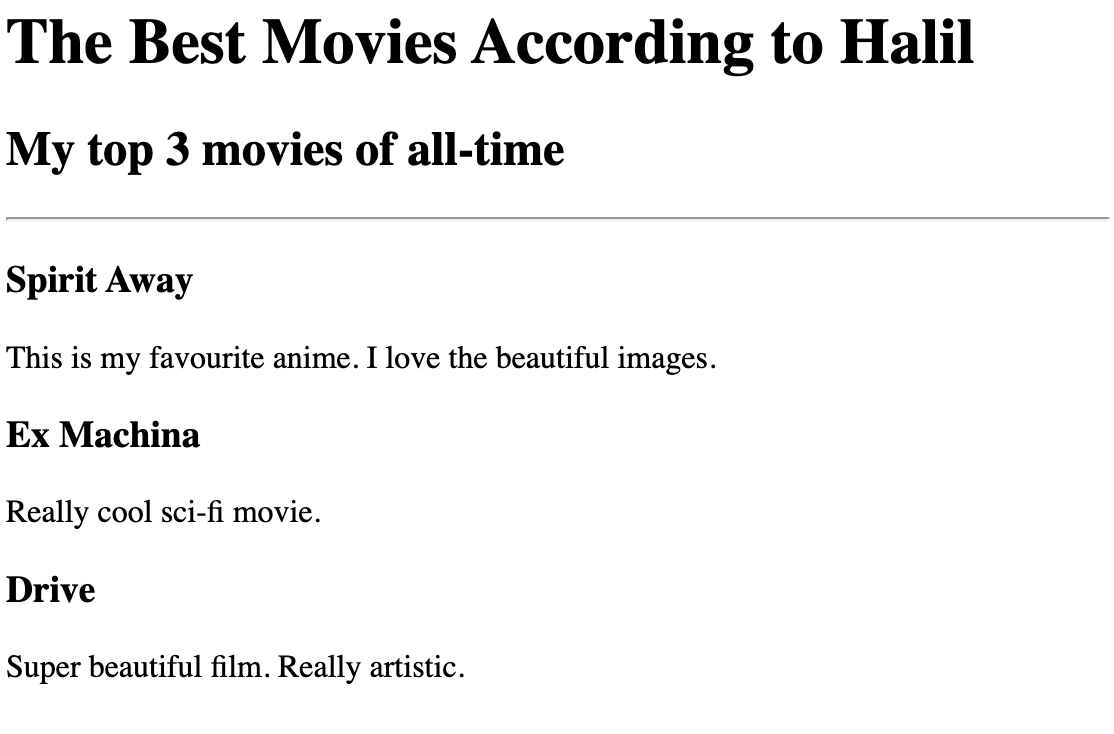 The Best Movies According to Halil
My top 3 movies of all-time
Spirit Away
This is my favourite anime. I love the beautiful images.
Ex Machina
Really cool sci-fi movie.
Drive
Super beautiful film. Really artistic.